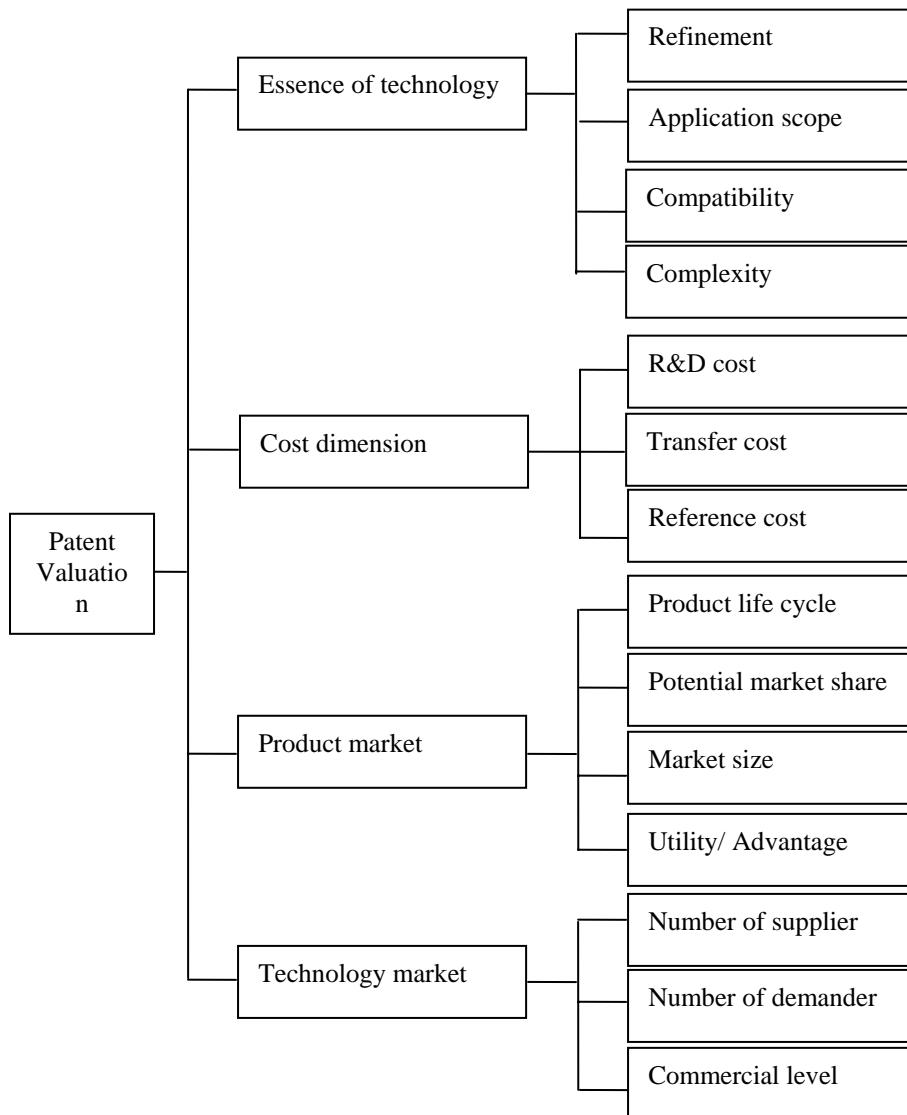 Patent
Valuatio
n
Essence of technology
Refinement
Application scope
Compatibility
Complexity
Cost dimension
R&D cost
Transfer cost
Reference cost
Product market
Product life cycle
Potential market share
Market size
Utility/ Advantage
Technology market
Number of supplier
Number of demander
Commercial level